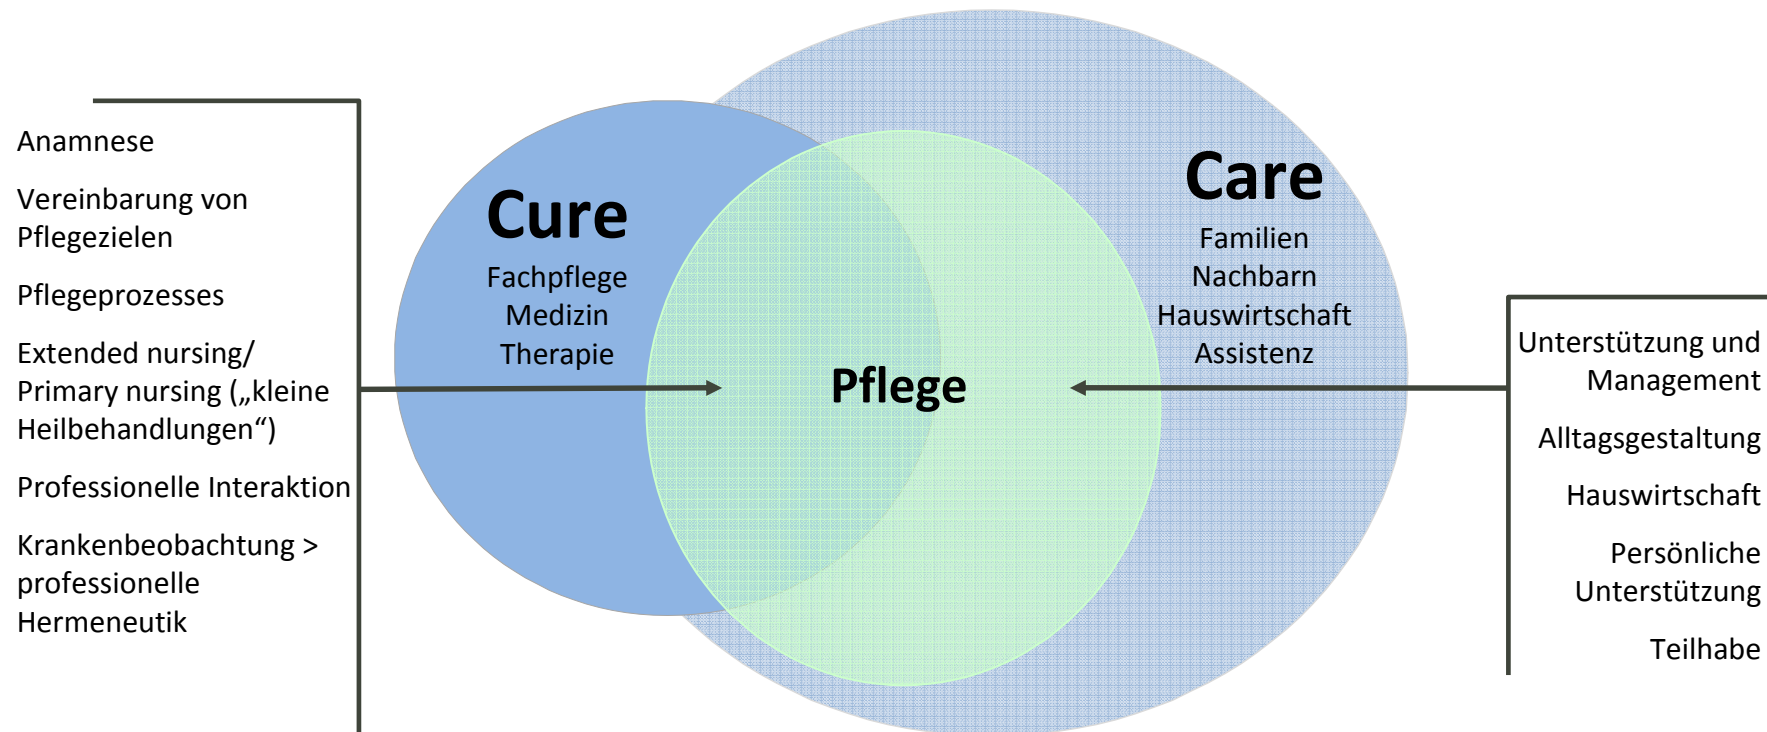 Anamnese
Vereinbarung von
Pflegezielen
Pflegeprozesses
Extended nursing/
Primary nursing („kleine
Heilbehandlungen“)
Professionelle Interaktion
Krankenbeobachtung >
professionelle
Hermeneutik
Cure
Fachpflege
Medizin
Therapie
Pflege
Care
Familien
Nachbarn
Hauswirtschaft
Assistenz
Unterstützung und
Management
Alltagsgestaltung
Hauswirtschaft
Persönliche
Unterstützung
Teilhabe